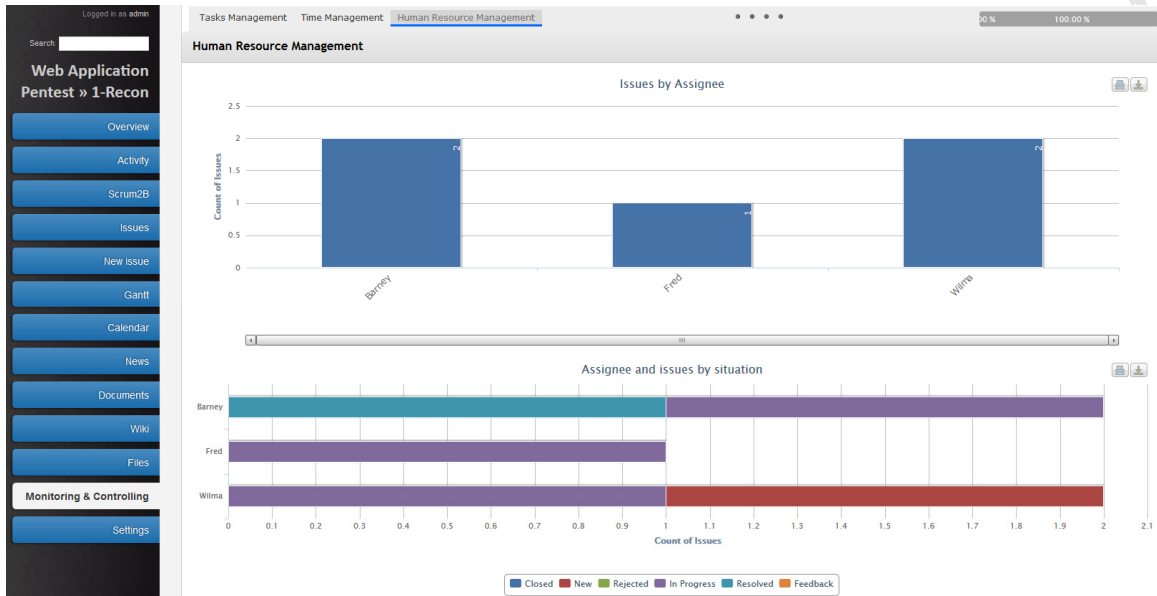 Logged in as admin
Search:
Web Application
Pentest » 1-Recon
Overview
Activity
Scrum2B
Issues
New issue
Gantt
Calendar
News
Documents
Wiki
Files
Monitoring & Controlling
Settings
Tasks Management Time Management Human Resource Management
00 % 100.00 %
Human Resource Management
Issues by Assignee
Count of Issues
2.5
2
1.5
1
0.5
0
2
1
2
Barney
Fred
Wilma
Assignee and issues by situation
Barney
Fred
Wilma
0 0.1 0.2 0.3 0.4 0.5 0.6 0.7 0.8 0.9 1 1.1 1.2 1.3 1.4 1.5 1.6 1.7 1.8 1.9 2 2.1
Count of Issues
Closed New Rejected In Progress Resolved Feedback